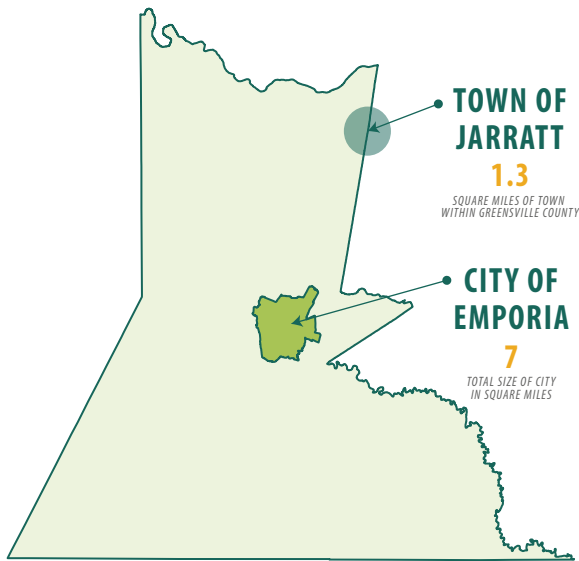 TOWN OF
JARRATT
1.3
SQUARE MILES OF TOWN
WITHIN GREENSVILLE COUNTY
CITY OF
EMPORIA
7
TOTAL SIZE OF CITY
IN SQUARE MILES